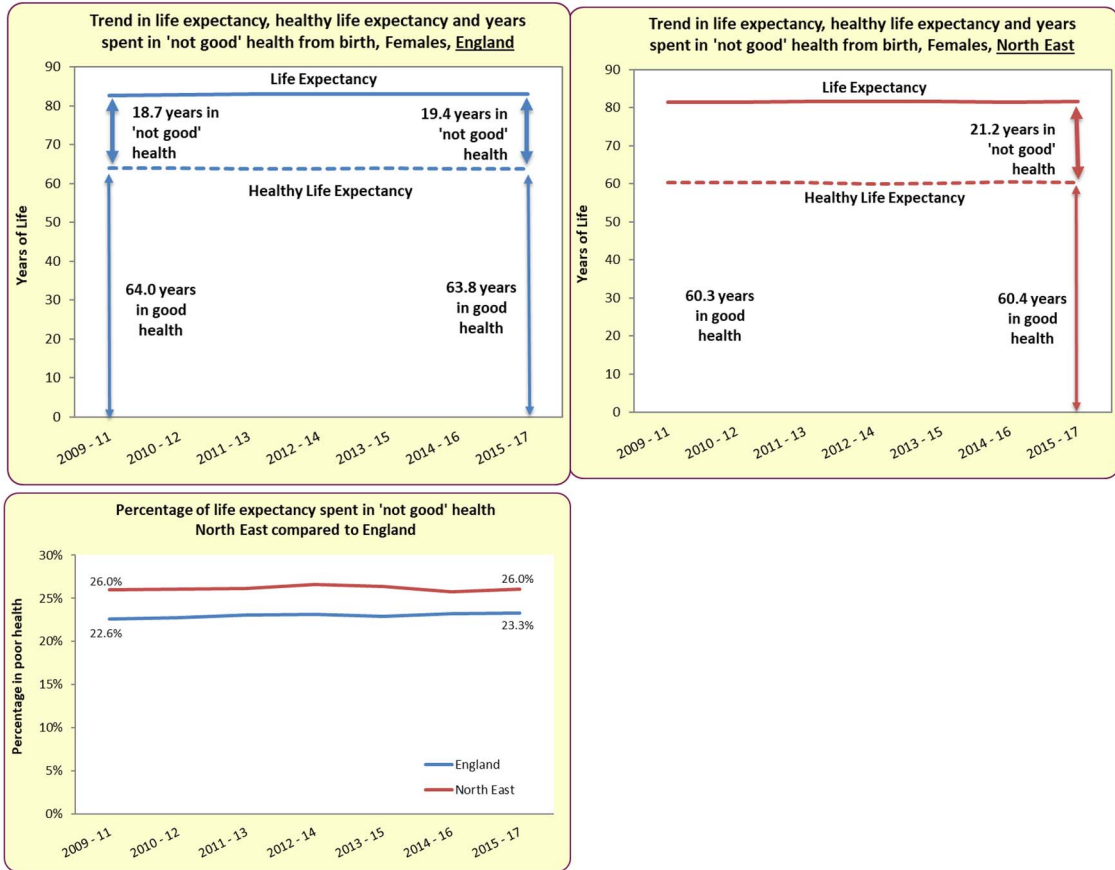 Trend in life expectancy, healthy life expectancy and years
spent in 'not good' health from birth, Females, England
90
80
70
60
50
40
30
20
10
0
Years of Life
Life Expectancy
18.7 years in
'not good'
health
19.4 years in
'not good'
health
Healthy Life Expectancy
64.0 years
in good
health
63.8 years
in good
health
2009 - 11
2010 - 12
2011 - 13
2012 - 14
2013 - 15
2014 - 16
2015 - 17
Trend in life expectancy, healthy life expectancy and years
spent in 'not good' health from birth, Females, North East
90
80
70
60
50
40
30
20
10
0
Years of Life
Life Expectancy
21.2 years in
'not good'
health
Healthy Life Expectancy
60.3 years
in good
health
60.4 years
in good
health
2009 - 11
2010 - 12
2011 - 13
2012 - 14
2013 - 15
2014 - 16
2015 - 17
Percentage of life expectancy spent in 'not good' health
North East compared to England
30%
25%
20%
15%
10%
5%
0%
Percentage in poor health
26.0%
26.0%
22.6%
23.3%
England
North East
2009 - 11
2010 - 12
2011 - 13
2012 - 14
2013 - 15
2014 - 16
2015 - 17